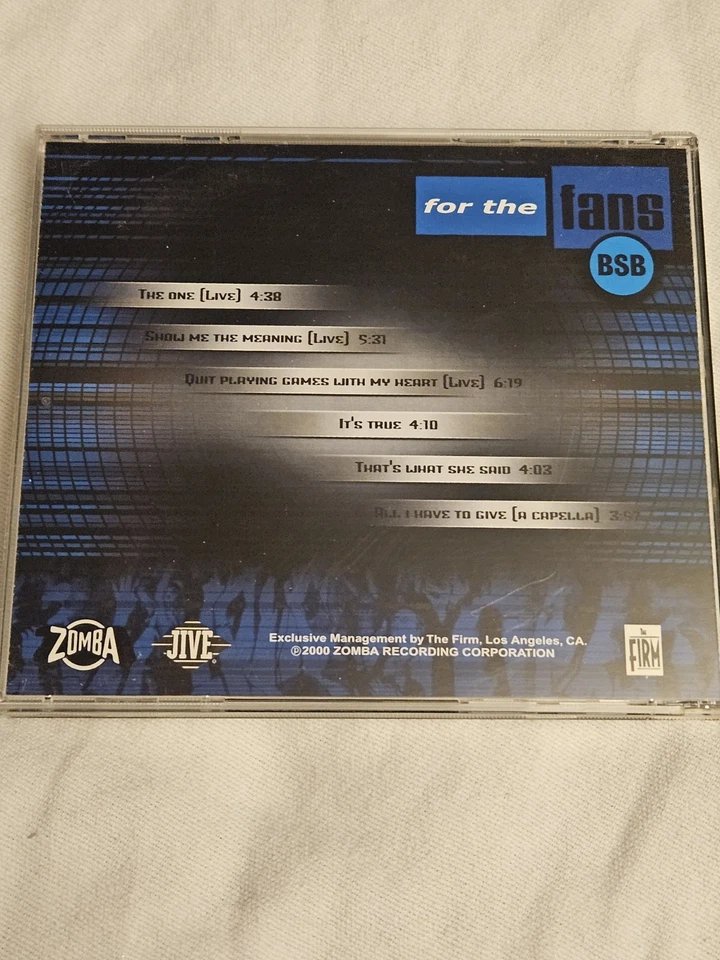 for the fans
BSB
The one (Live) 4:38
Show me the meaning (Live) 5:31
Quit playing games with my heart (Live) 6:19
It's true 4:10
That's what she said 4:03
All I have to give (a capella)
ZOMBA
JIVE
Exclusive Management by The Firm, Los Angeles, CA.
℗2000 ZOMBA RECORDING CORPORATION
The
FIRM